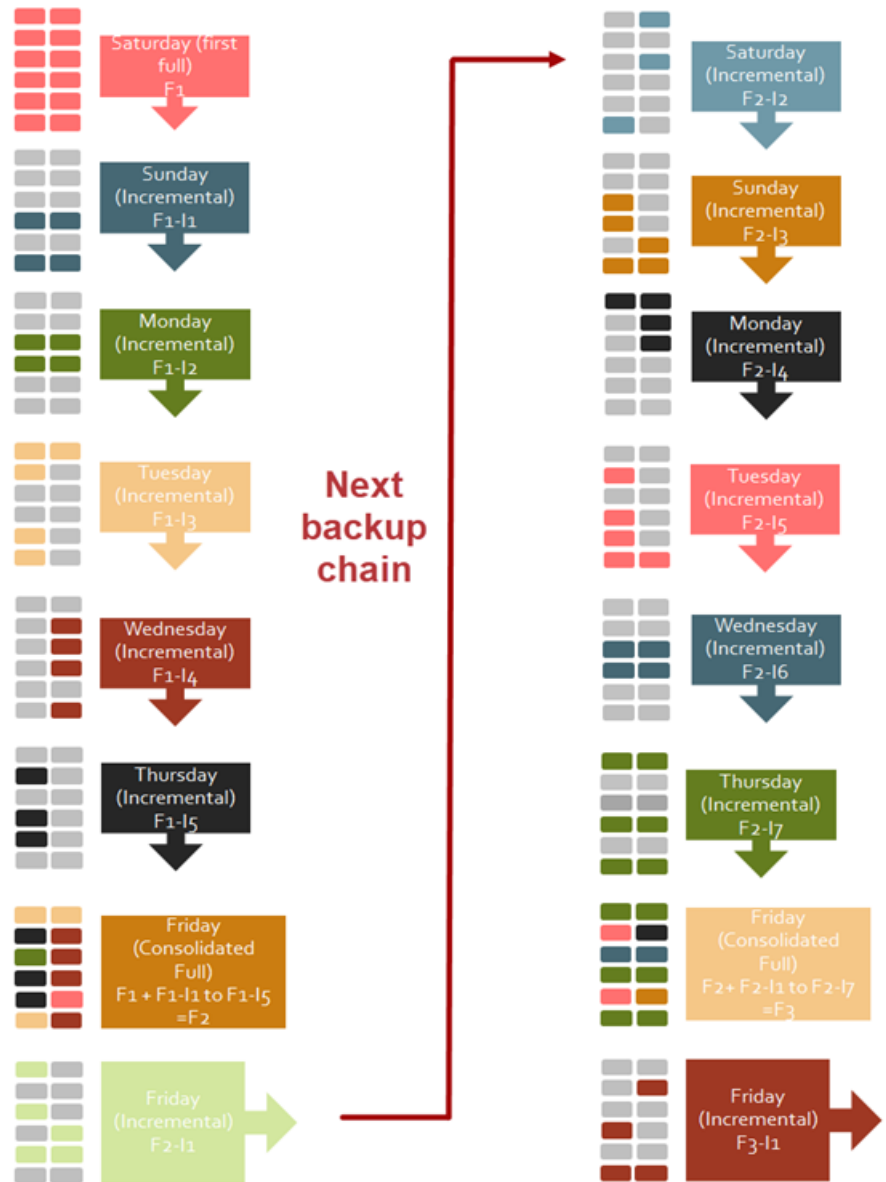 Saturday (first
full)
F1
Sunday
(Incremental)
F1-I1
Monday
(Incremental)
F1-I2
Tuesday
(Incremental)
F1-I3
Wednesday
(Incremental)
F1-I4
Thursday
(Incremental)
F1-I5
Friday
(Consolidated
Full)
F1 + F1-I1 to F1-I5
=F2
Friday
(Incremental)
F2-I1
Next
backup
chain
Saturday
(Incremental)
F2-I2
Sunday
(Incremental)
F2-I3
Monday
(Incremental)
F2-I4
Tuesday
(Incremental)
F2-I5
Wednesday
(Incremental)
F2-I6
Thursday
(Incremental)
F2-I7
Friday
(Consolidated
Full)
F2+ F2-I1 to F2-I7
=F3
Friday
(Incremental)
F3-I1